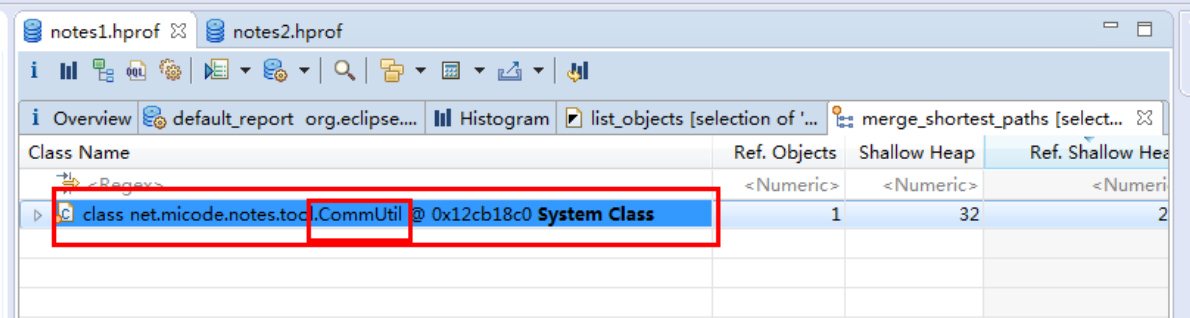 notes1.hprof notes2.hprof
i OQL
i Overview default_report org.eclipse.... Histogram list_objects [selection of '... merge_shortest_paths [select...
Class Name Ref. Objects Shallow Heap Ref. Shallow Hea
<Regex> <Numeric> <Numeric> <Numeri
class net.micode.notes.tool.CommUtil @ 0x12cb18c0 System Class 1 32 2